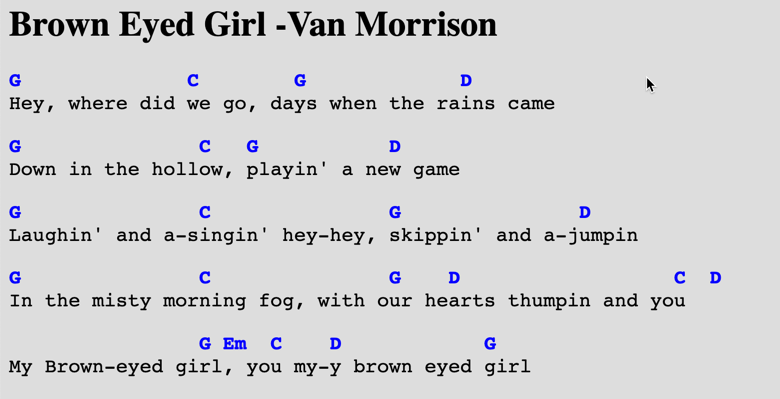 Brown Eyed Girl -Van Morrison
G              C        G             D
Hey, where did we go, days when the rains came
G               C   G           D
Down in the hollow, playin' a new game
G               C               G               D
Laughin' and a-singin' hey-hey, skippin' and a-jumpin
G               C               G    D                  C  D
In the misty morning fog, with our hearts thumpin and you
                G Em  C    D            G
My Brown-eyed girl, you my-y brown eyed girl